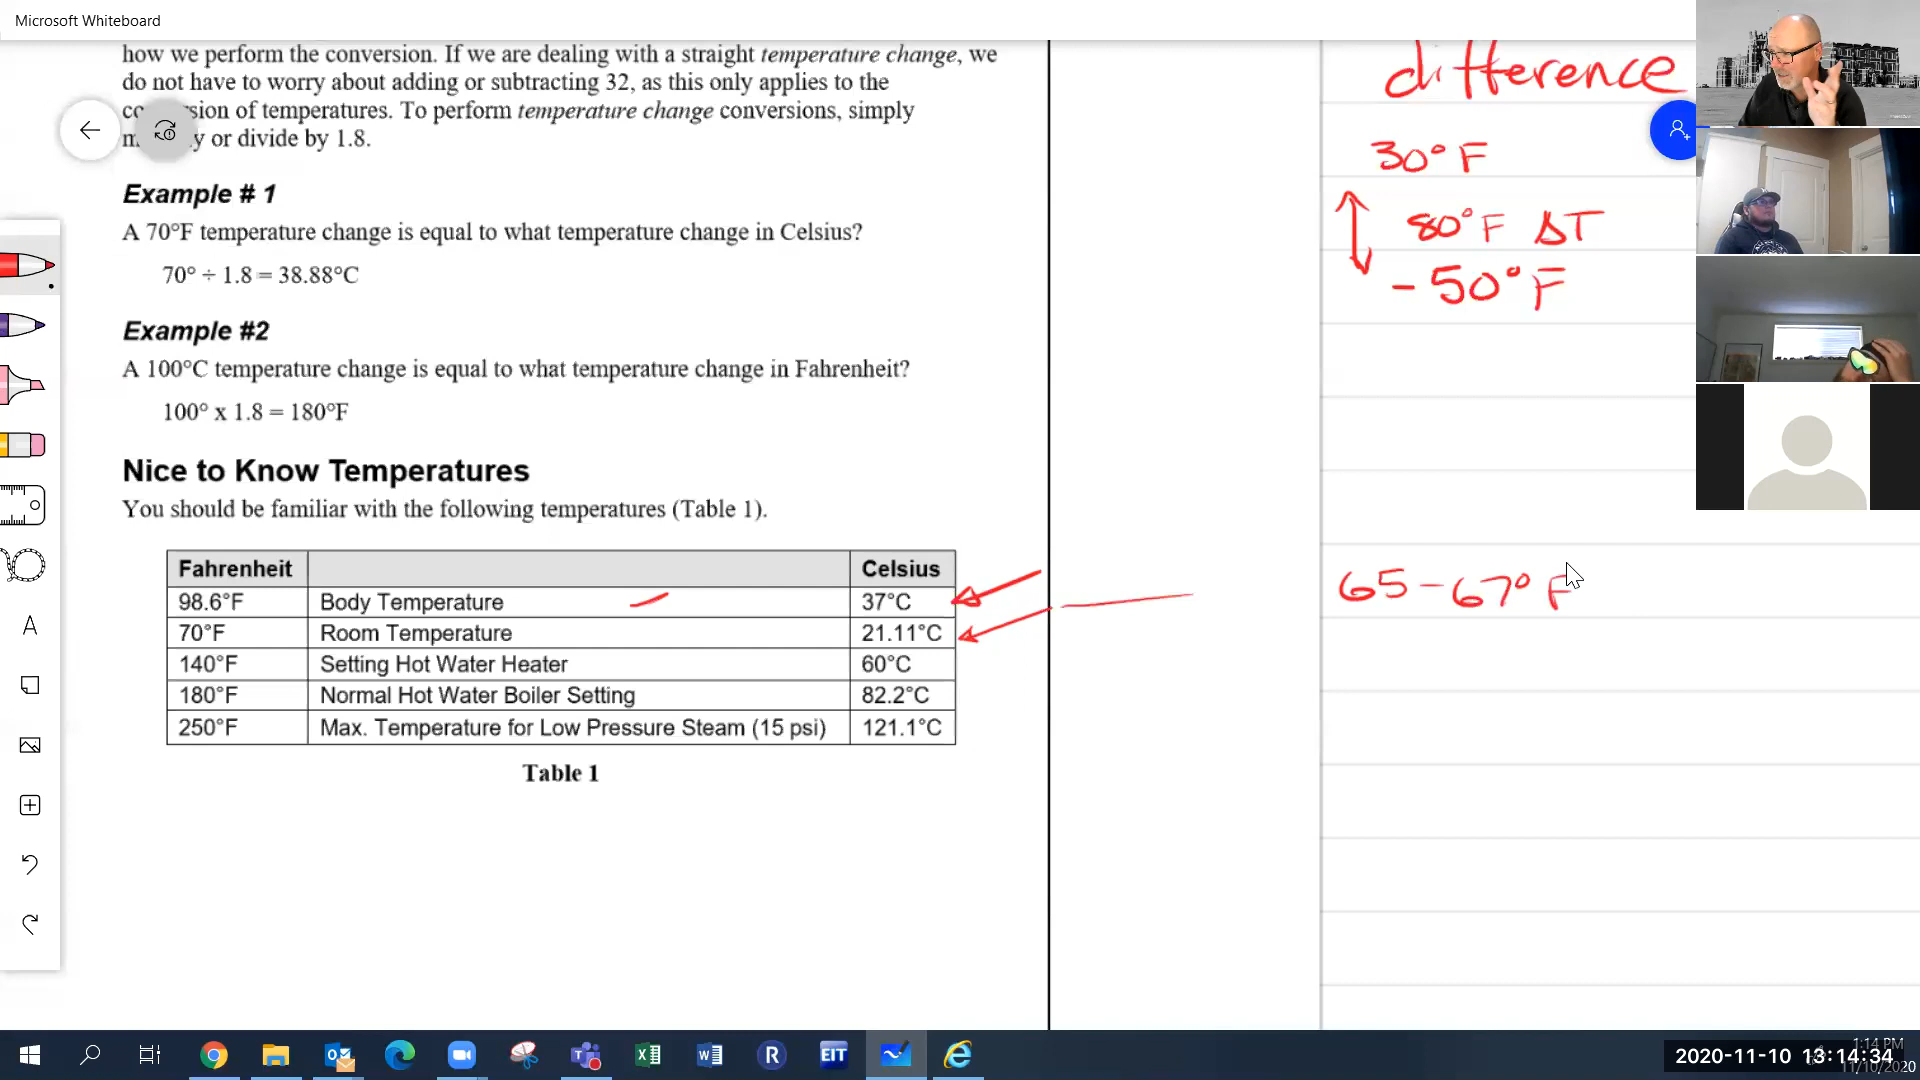 Microsoft Whiteboard
how we perform the conversion. If we are dealing with a straight temperature change, we
do not have to worry about adding or subtracting 32, as this only applies to the
sion of temperatures. To perform temperature change conversions, simply
y or divide by 1.8.
Example # 1
A 70°F temperature change is equal to what temperature change in Celsius?
70° ÷ 1.8 = 38.88°C
Example #2
A 100°C temperature change is equal to what temperature change in Fahrenheit?
100° x 1.8 = 180°F
Nice to Know Temperatures
You should be familiar with the following temperatures (Table 1).
Fahrenheit Celsius
98.6°F Body Temperature 37°C
70°F Room Temperature 21.11°C
140°F Setting Hot Water Heater 60°C
180°F Normal Hot Water Boiler Setting 82.2°C
250°F Max. Temperature for Low Pressure Steam (15 psi) 121.1°C
Table 1
difference
30° F
80° F ΔT
- 50° F
65 - 67° F
A
EIT
R
1:14 PM
2020-11-10 13:14:34
11/10/2020